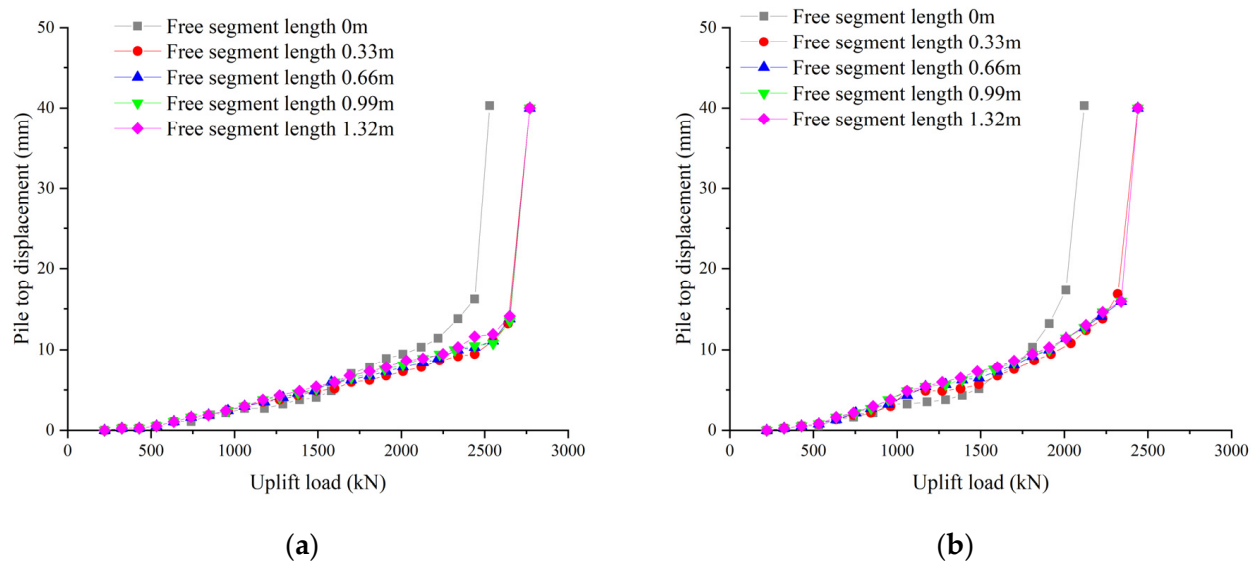 Free segment length 0m
Free segment length 0.33m
Free segment length 0.66m
Free segment length 0.99m
Free segment length 1.32m
50
40
30
20
10
0
Pile top displacement (mm)
0 500 1000 1500 2000 2500 3000
Uplift load (kN)
(a)
Free segment length 0m
Free segment length 0.33m
Free segment length 0.66m
Free segment length 0.99m
Free segment length 1.32m
50
40
30
20
10
0
Pile top displacement (mm)
0 500 1000 1500 2000 2500 3000
Uplift load (kN)
(b)